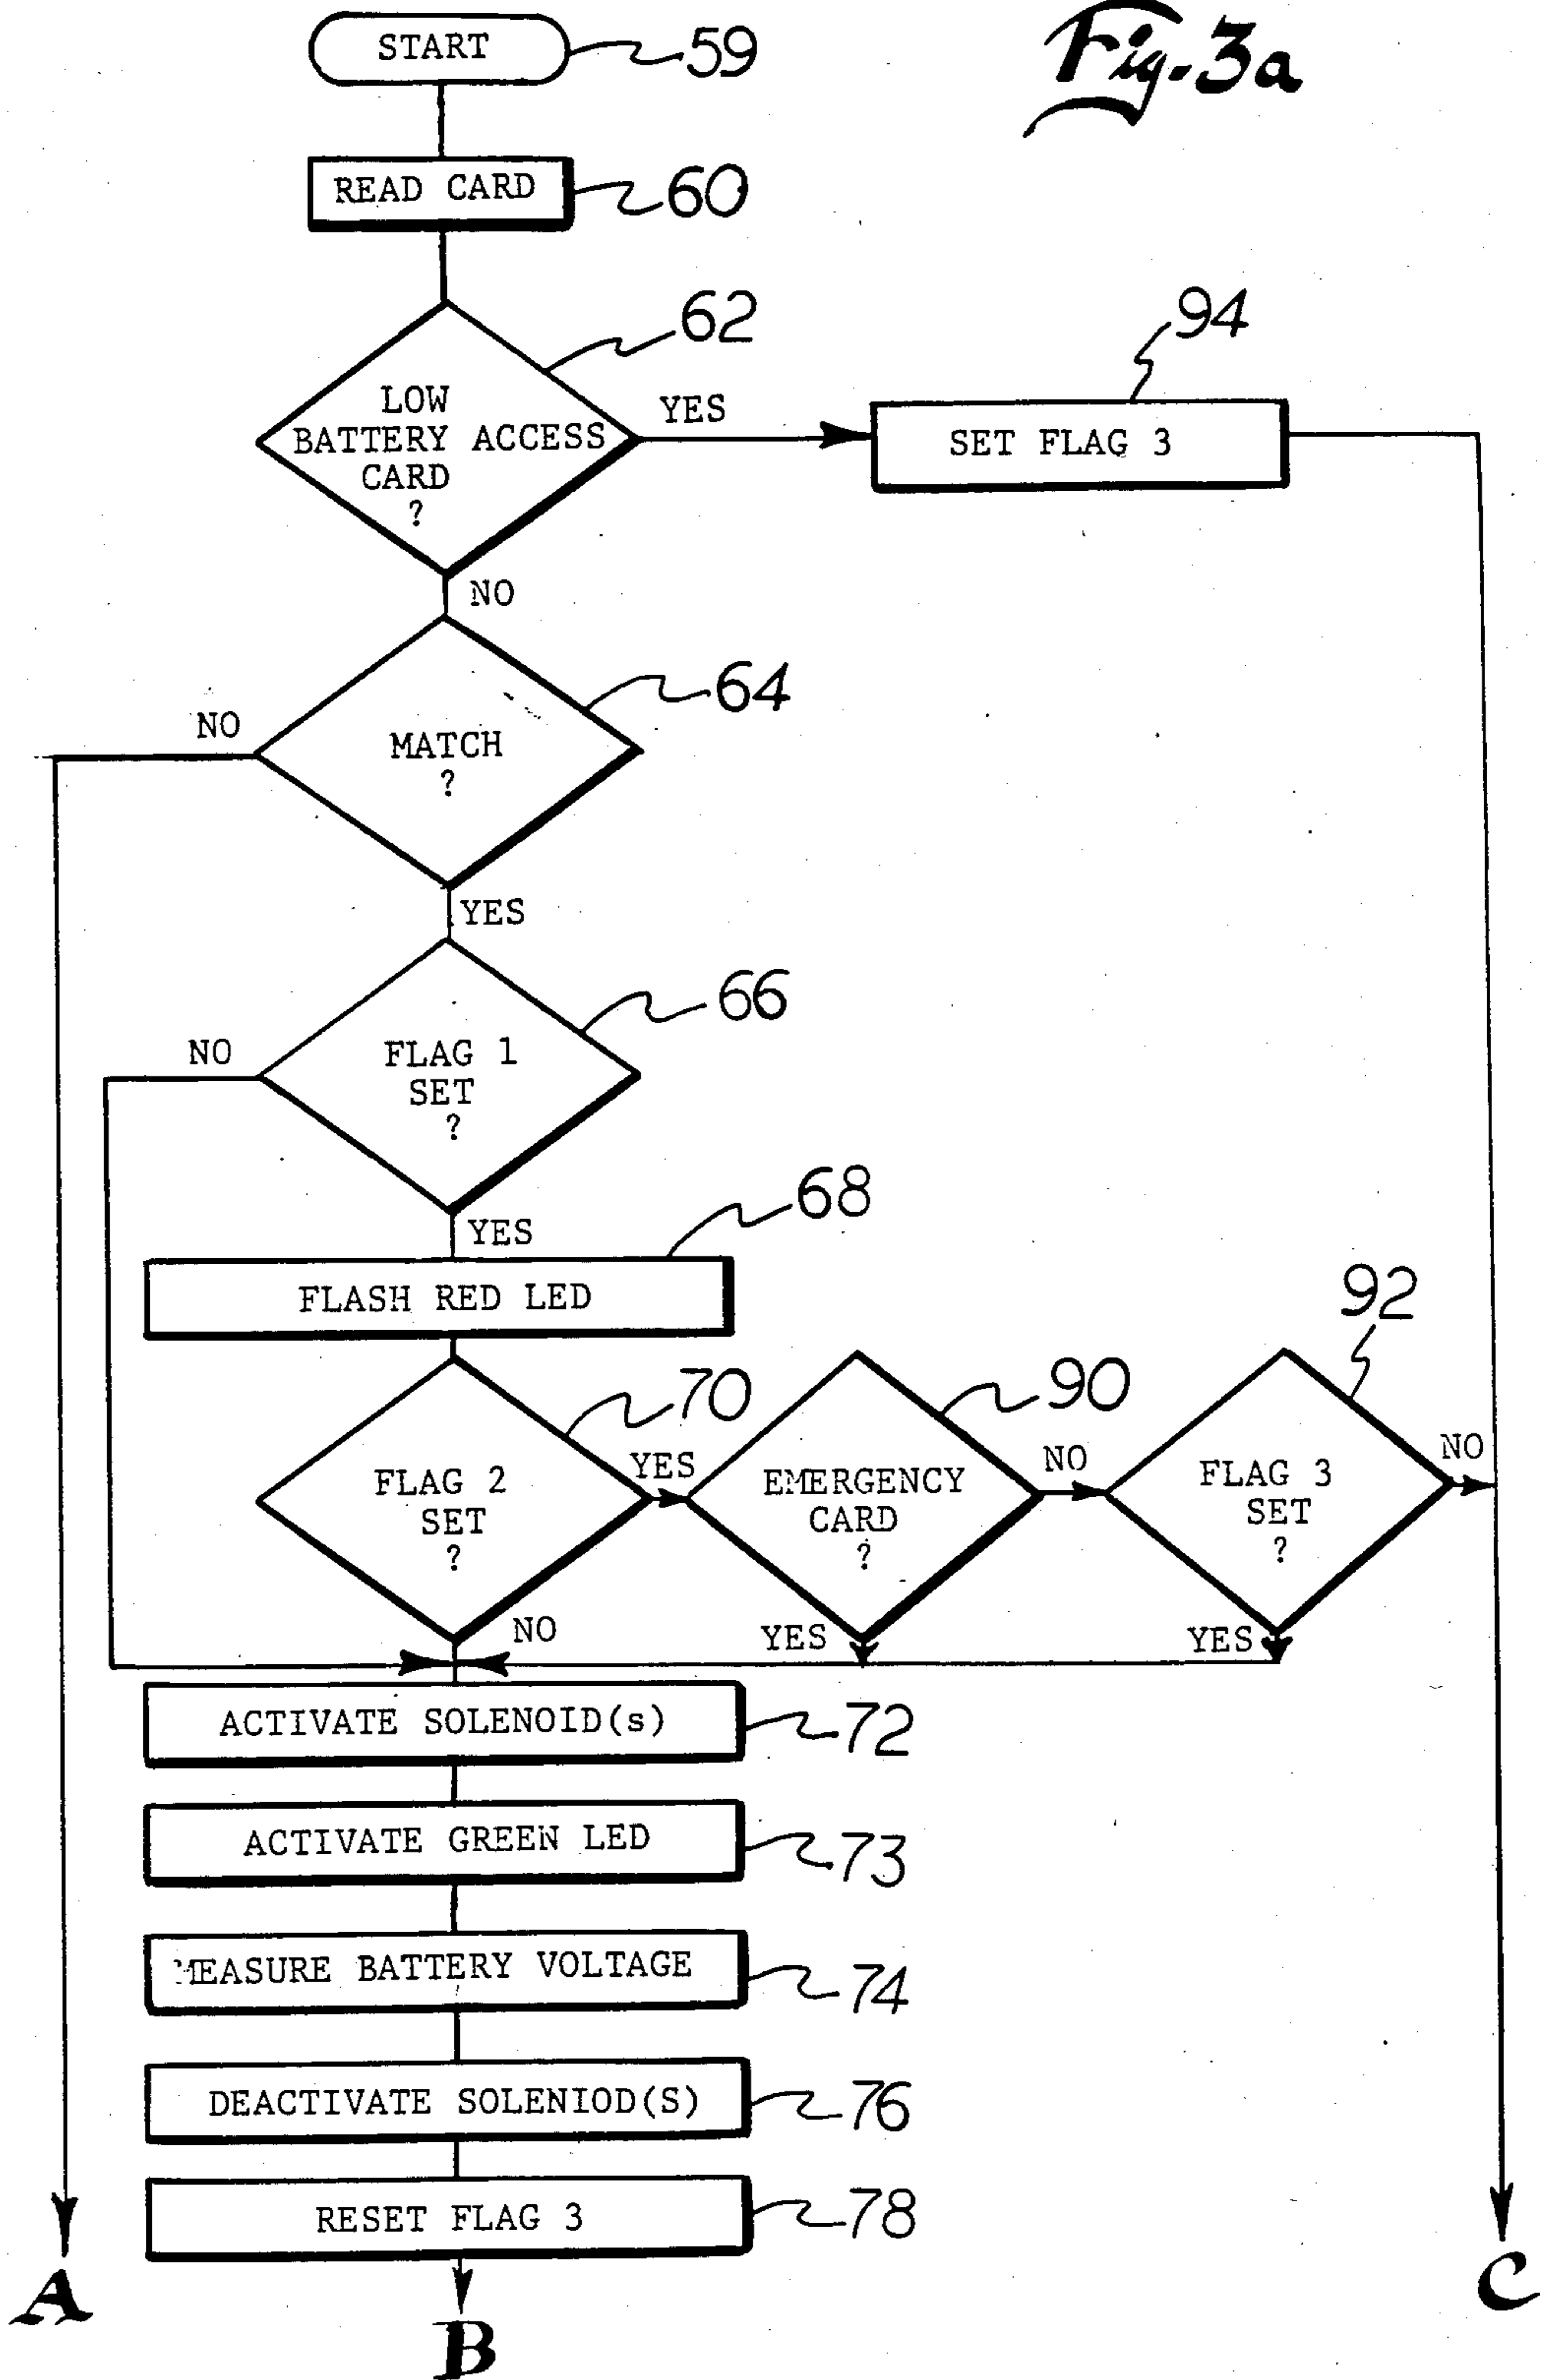 Fig. 3a
START
59
READ CARD
60
62
LOW
BATTERY ACCESS
CARD
?
YES
94
SET FLAG 3
NO
64
NO
MATCH
?
YES
66
NO
FLAG 1
SET
?
YES
68
FLASH RED LED
70
FLAG 2
SET
?
YES
90
EMERGENCY
CARD
?
NO
92
FLAG 3
SET
?
NO
NO
YES
YES
ACTIVATE SOLENOID(s)
72
ACTIVATE GREEN LED
73
MEASURE BATTERY VOLTAGE
74
DEACTIVATE SOLENIOD(S)
76
RESET FLAG 3
78
A
B
C